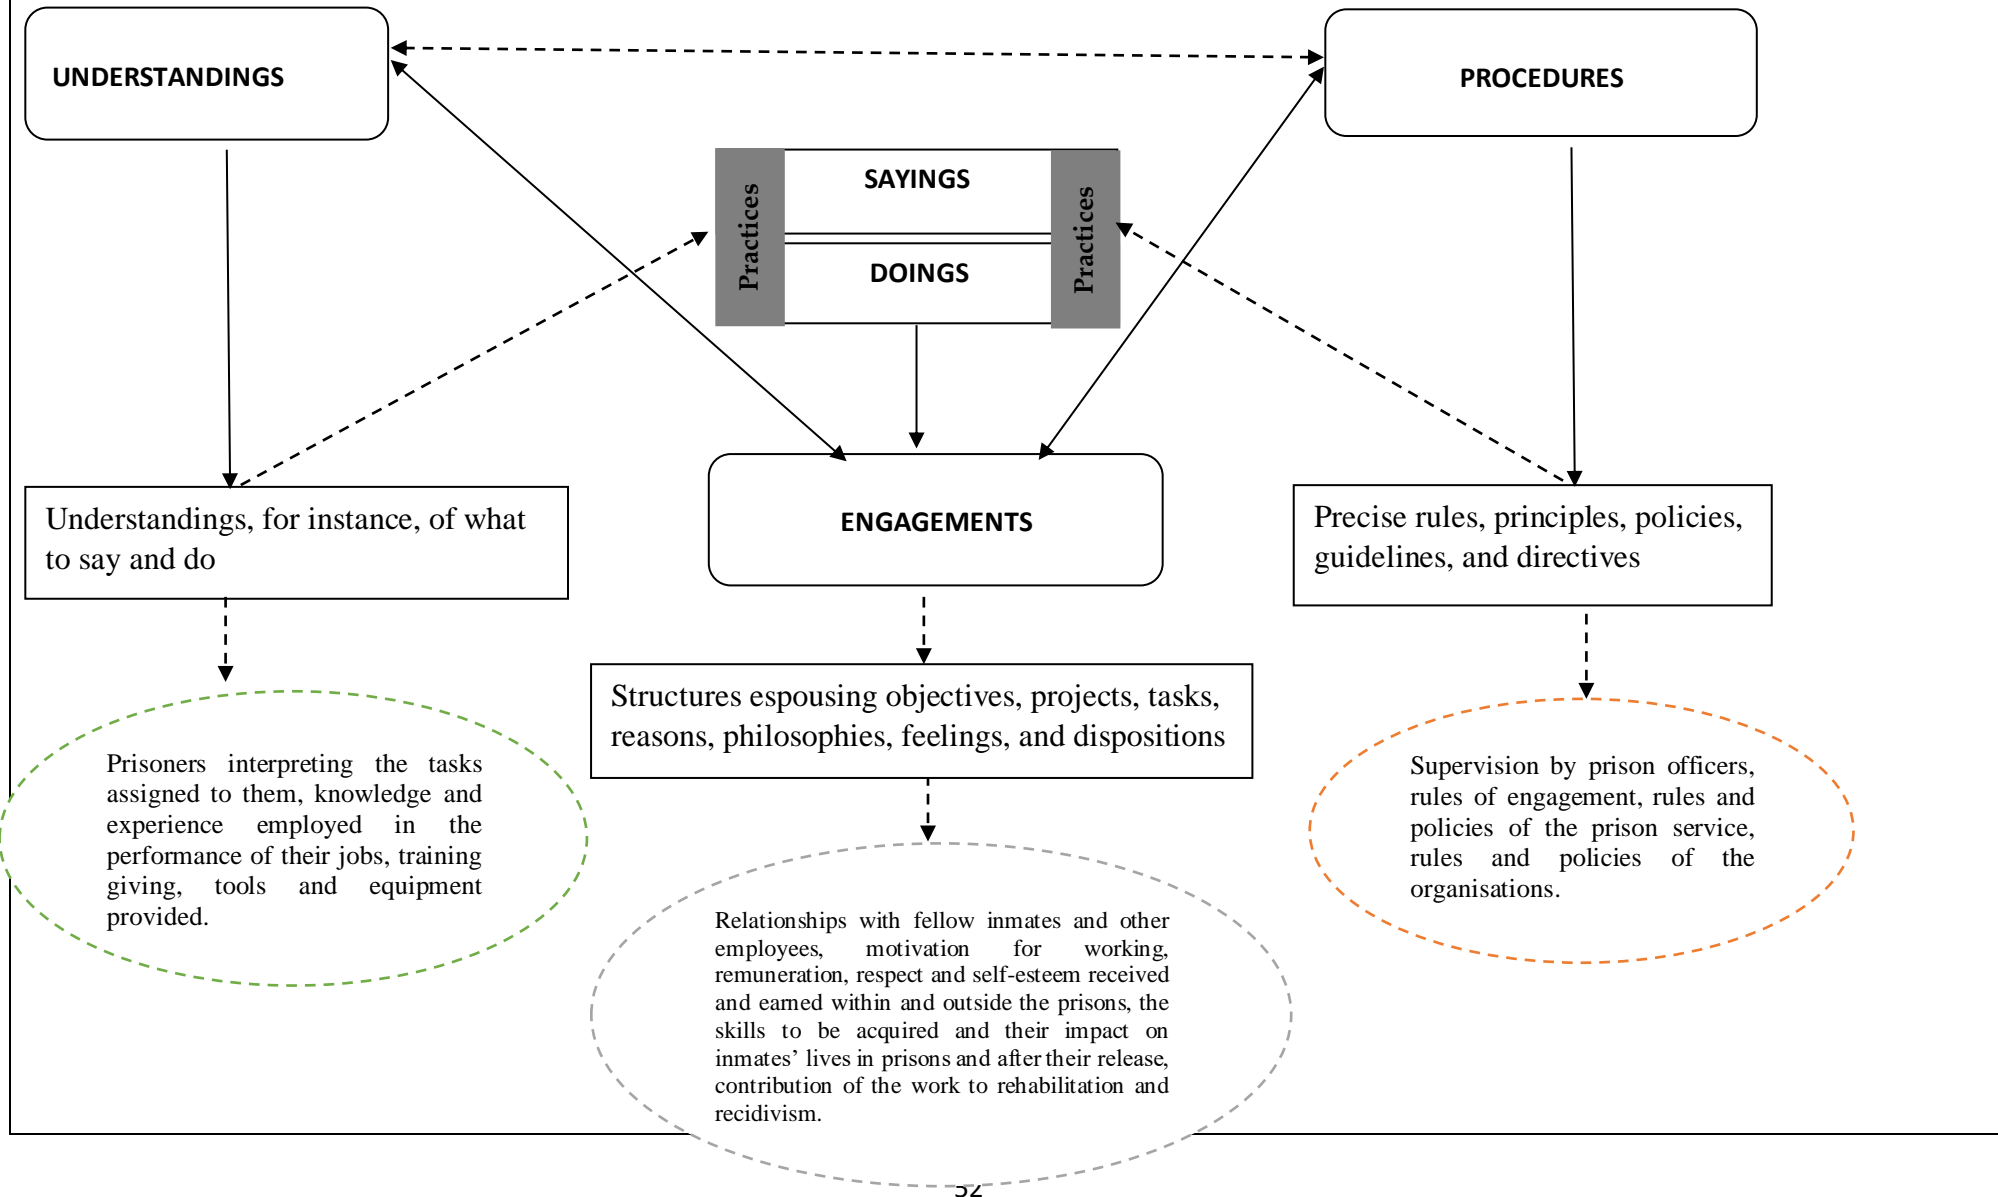 UNDERSTANDINGS
PROCEDURES
Practices
SAYINGS
DOINGS
Practices
ENGAGEMENTS
Understandings, for instance, of what
to say and do
Precise rules, principles, policies,
guidelines, and directives
Structures espousing objectives, projects, tasks,
reasons, philosophies, feelings, and dispositions
Prisoners interpreting the tasks
assigned to them, knowledge and
experience employed in the
performance of their jobs, training
giving, tools and equipment
provided.
Supervision by prison officers,
rules of engagement, rules and
policies of the prison service,
rules and policies of the
organisations.
Relationships with fellow inmates and other
employees, motivation for working,
remuneration, respect and self-esteem received
and earned within and outside the prisons, the
skills to be acquired and their impact on
inmates’ lives in prisons and after their release,
contribution of the work to rehabilitation and
recidivism.
52